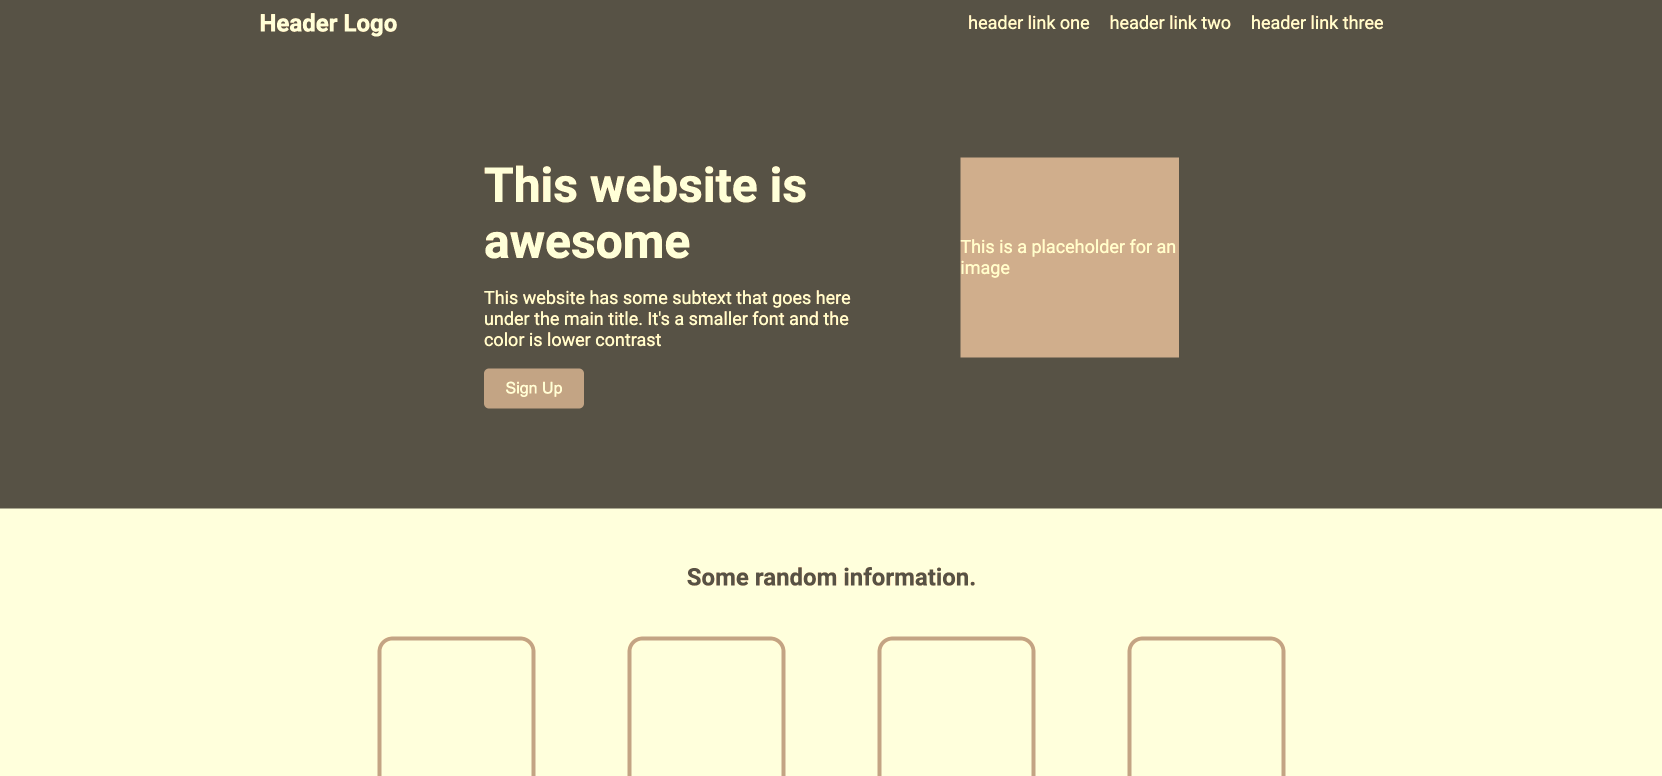 Header Logo
header link one
header link two
header link three
This website is
awesome
This website has some subtext that goes here
under the main title. It's a smaller font and the
color is lower contrast
Sign Up
This is a placeholder for an
image
Some random information.